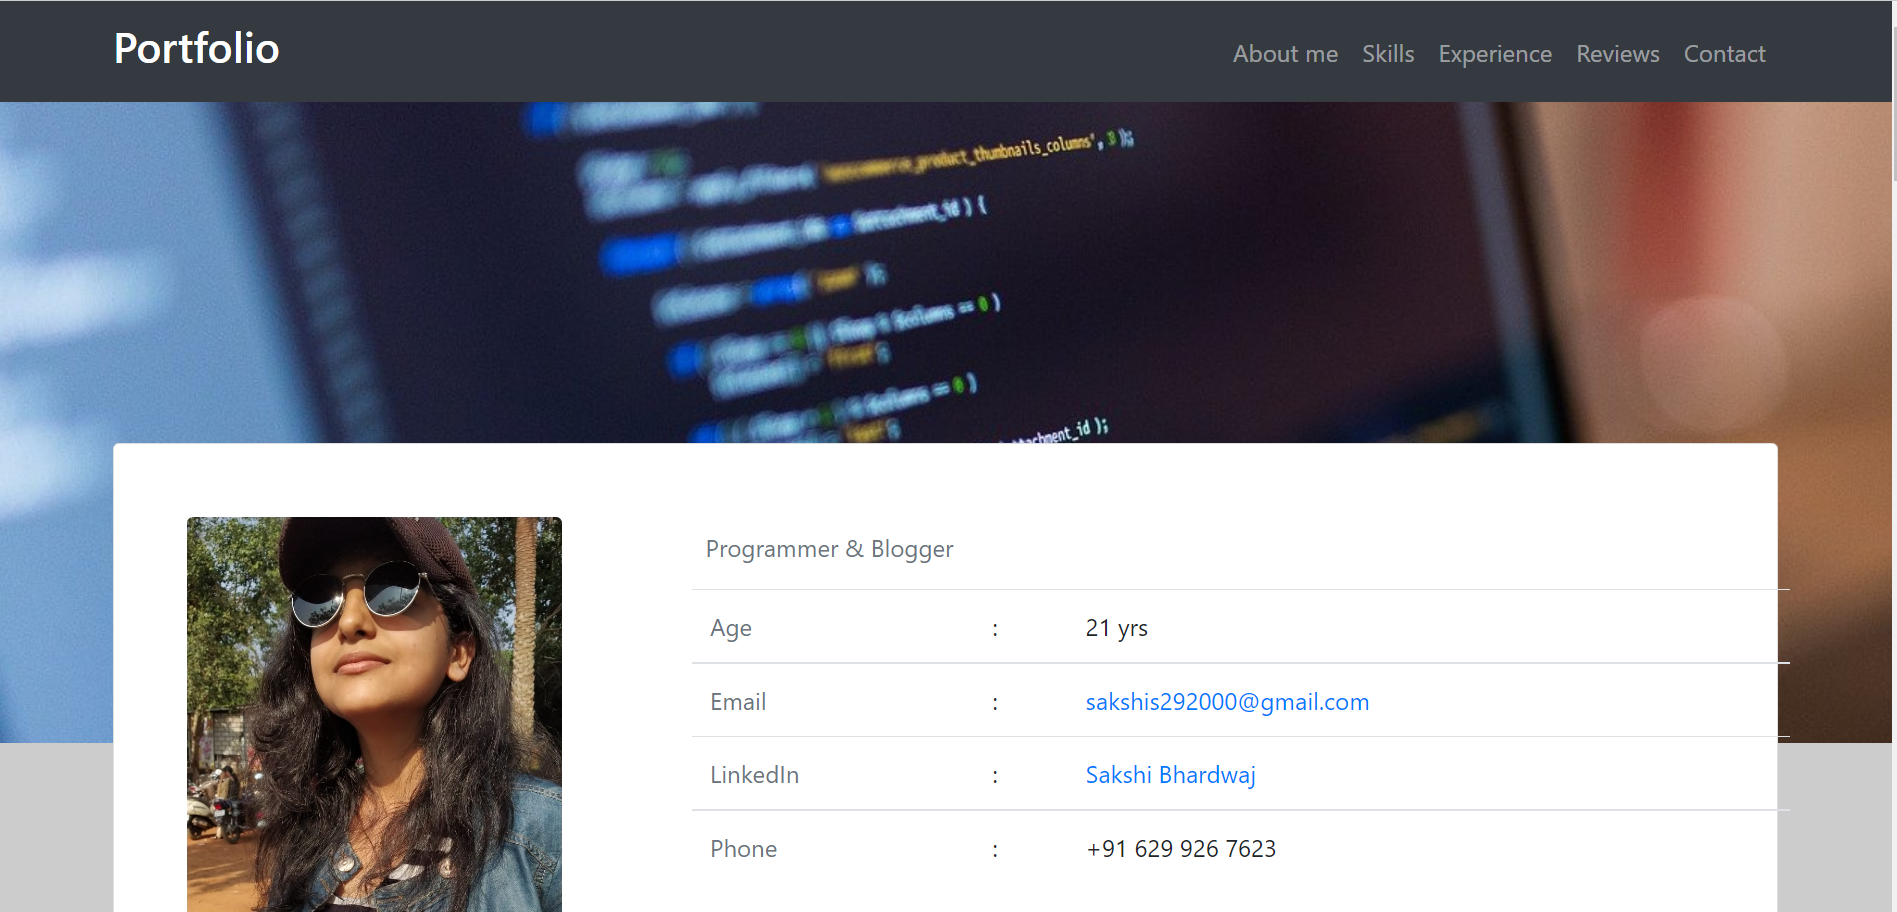 Portfolio
About me Skills Experience Reviews Contact
product_thumbnails_columns', 3 );
attachment_id ) {
Columns == 0 )
Columns == 0 )
attachment_id );
Programmer & Blogger
Age : 21 yrs
Email : sakshis292000@gmail.com
LinkedIn : Sakshi Bhardwaj
Phone : +91 629 926 7623